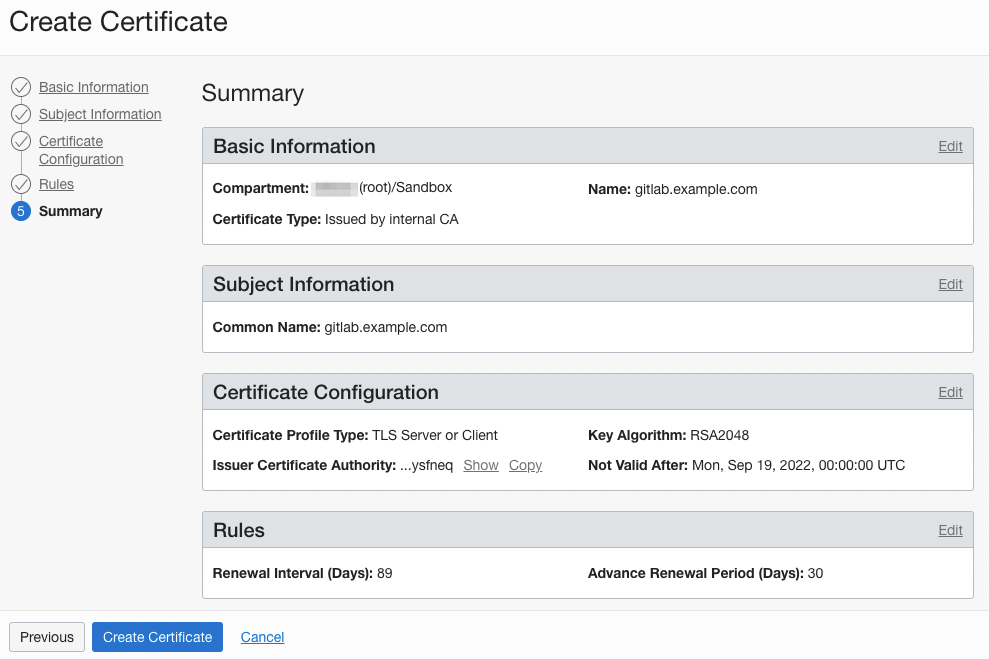 Create Certificate
Basic Information
Subject Information
Certificate
Configuration
Rules
5 Summary
Summary
Basic Information Edit
Compartment: (root)/Sandbox Name: gitlab.example.com
Certificate Type: Issued by internal CA
Subject Information Edit
Common Name: gitlab.example.com
Certificate Configuration Edit
Certificate Profile Type: TLS Server or Client Key Algorithm: RSA2048
Issuer Certificate Authority: ...ysfneq Show Copy Not Valid After: Mon, Sep 19, 2022, 00:00:00 UTC
Rules Edit
Renewal Interval (Days): 89 Advance Renewal Period (Days): 30
Previous Create Certificate Cancel